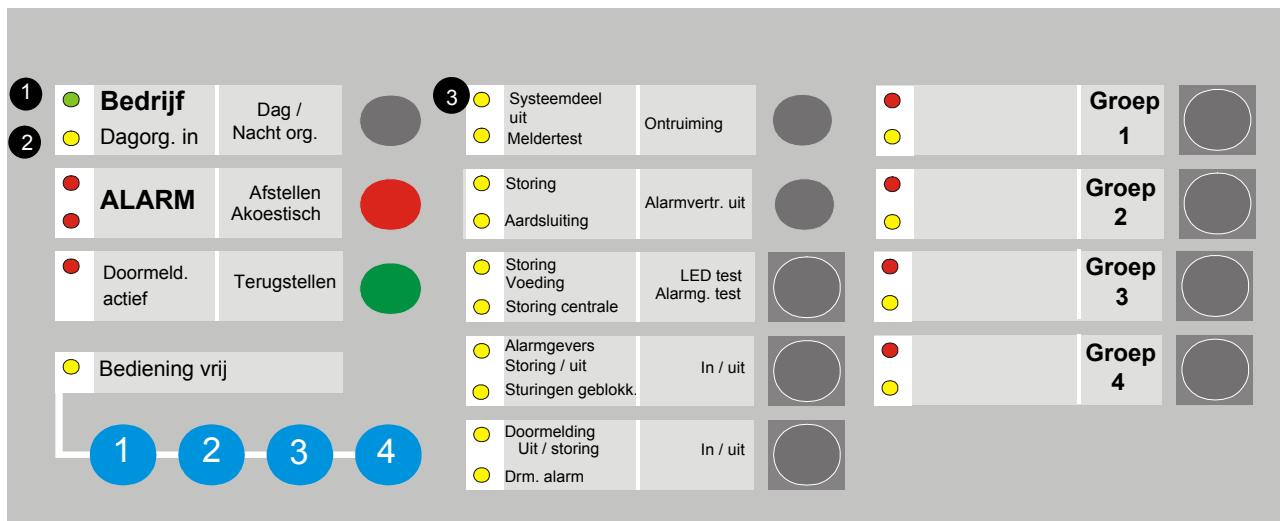 1
Bedrijf
2
Dagorg. in
Dag /
Nacht org.
ALARM
Afstellen
Akoestisch
Doormeld.
actief
Terugstellen
Bediening vrij
1 2 3 4
3
Systeemdeel
uit
Meldertest
Ontruiming
Storing
Aardsluiting
Alarmvertr. uit
Storing
Voeding
Storing centrale
LED test
Alarmg. test
Alarmgevers
Storing / uit
Sturingen geblokk.
In / uit
Doormelding
Uit / storing
Drm. alarm
In / uit
Groep
1
Groep
2
Groep
3
Groep
4